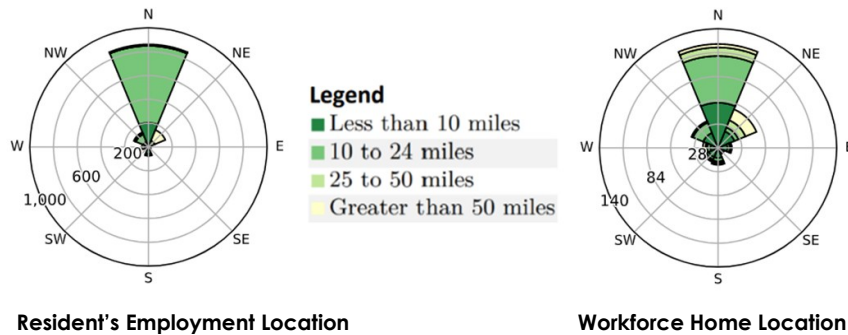 N
NW
NE
W
E
200
600
1,000
SW
SE
S
Resident's Employment Location
Legend
Less than 10 miles
10 to 24 miles
25 to 50 miles
Greater than 50 miles
N
NW
NE
W
E
28
84
140
SW
SE
S
Workforce Home Location